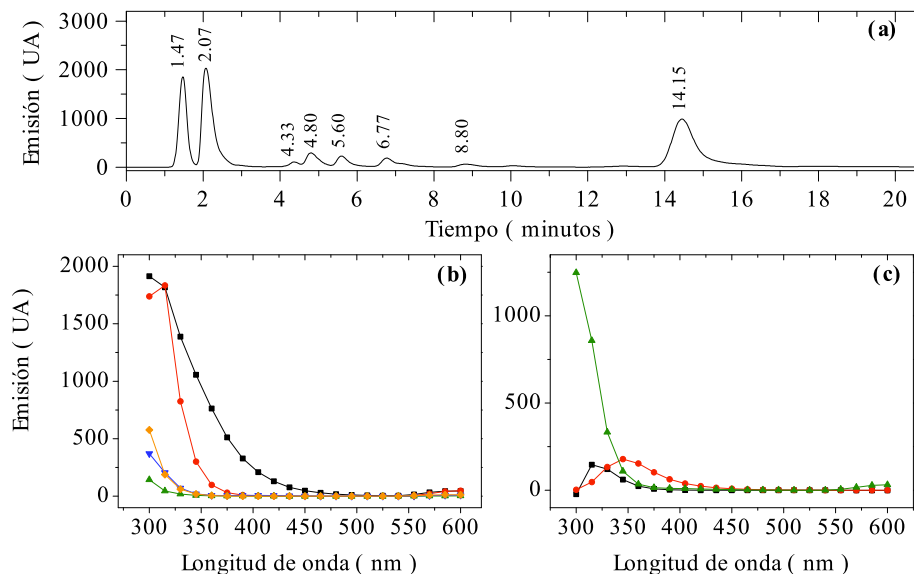 (a)
3000
2000
1000
0
Emisión ( UA )
1.47
2.07
4.33
4.80
5.60
6.77
8.80
14.15
0 2 4 6 8 10 12 14 16 18 20
Tiempo ( minutos )
(b)
2000
1500
1000
500
0
Emisión ( UA )
300 350 400 450 500 550 600
Longitud de onda ( nm )
(c)
1000
500
0
300 350 400 450 500 550 600
Longitud de onda ( nm )